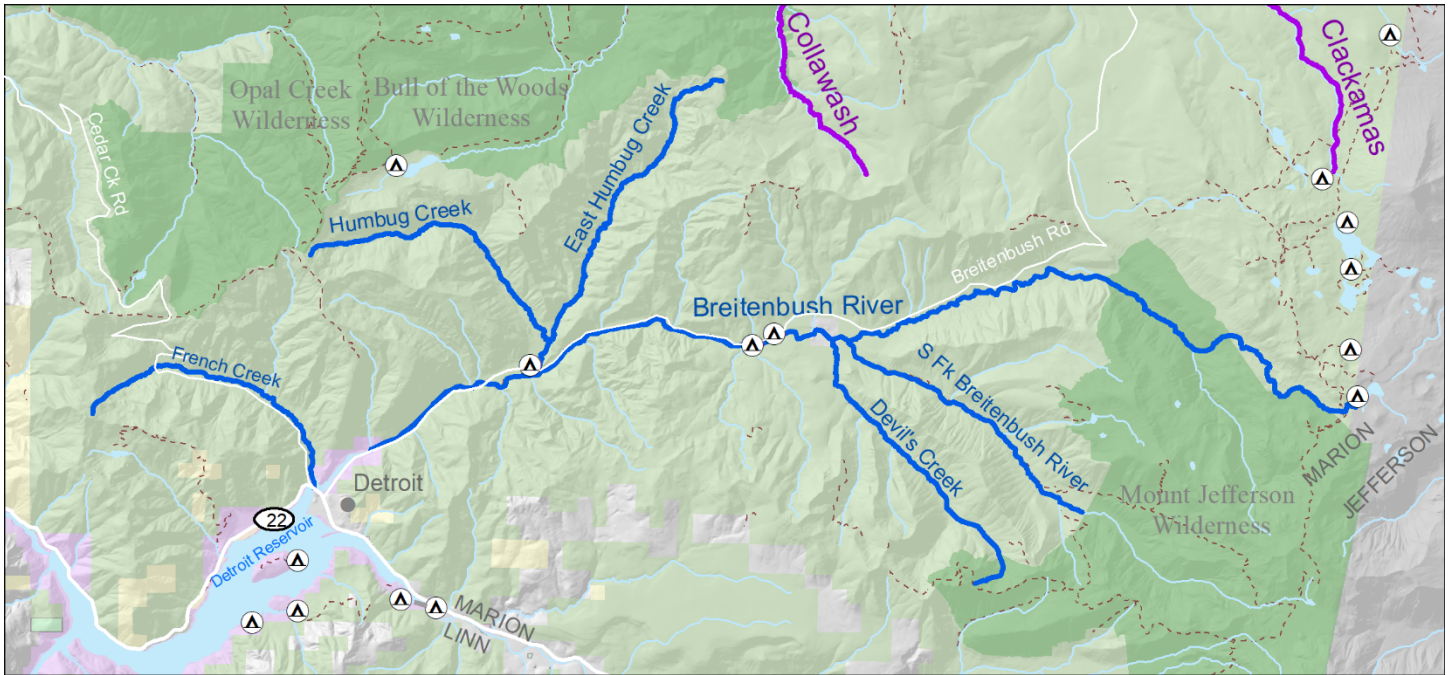 Opal Creek
Wilderness
Bull of the Woods
Wilderness
Collawash
Clackamas
Cedar Ck Rd
East Humbug Creek
Humbug Creek
Breitenbush Rd
Breitenbush River
French Creek
S Fk Breitenbush River
Devil's Creek
MARION
JEFFERSON
Mount Jefferson
Wilderness
Detroit
22
Detroit Reservoir
MARION
LINN